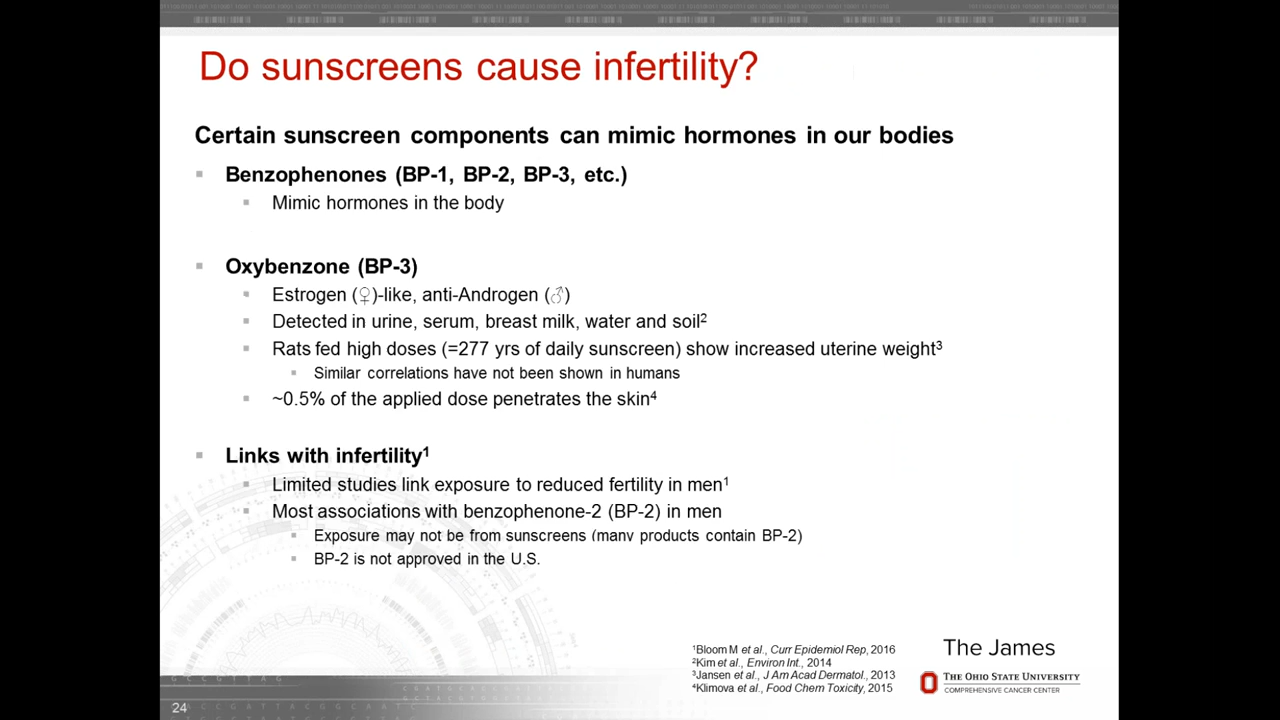 Do sunscreens cause infertility?
Certain sunscreen components can mimic hormones in our bodies
Benzophenones (BP-1, BP-2, BP-3, etc.)
Mimic hormones in the body
Oxybenzone (BP-3)
Estrogen (♀)-like, anti-Androgen (♂)
Detected in urine, serum, breast milk, water and soil²
Rats fed high doses (=277 yrs of daily sunscreen) show increased uterine weight³
Similar correlations have not been shown in humans
~0.5% of the applied dose penetrates the skin⁴
Links with infertility¹
Limited studies link exposure to reduced fertility in men¹
Most associations with benzophenone-2 (BP-2) in men
Exposure may not be from sunscreens (many products contain BP-2)
BP-2 is not approved in the U.S.
¹Bloom M et al., Curr Epidemiol Rep, 2016
²Kim et al., Environ Int., 2014
³Jansen et al., J Am Acad Dermatol., 2013
⁴Klimova et al., Food Chem Toxicity, 2015
The James
THE OHIO STATE UNIVERSITY
COMPREHENSIVE CANCER CENTER
24